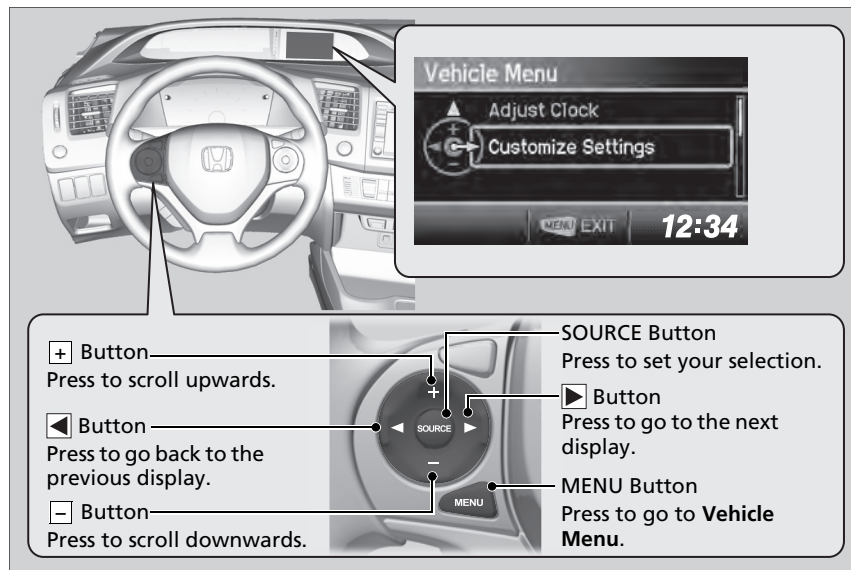 Vehicle Menu
Adjust Clock
+
Customize Settings
−
MENU EXIT
12:34
+ Button
Press to scroll upwards.
◀ Button
Press to go back to the
previous display.
− Button
Press to scroll downwards.
+
◀ SOURCE ▶
−
MENU
SOURCE Button
Press to set your selection.
▶ Button
Press to go to the next
display.
MENU Button
Press to go to Vehicle
Menu.